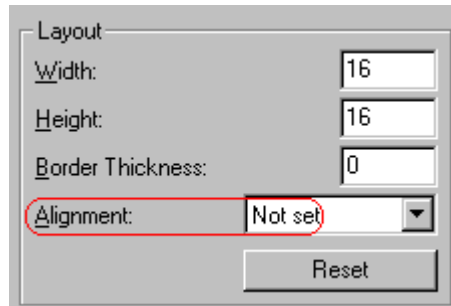 Layout
Width: 16
Height: 16
Border Thickness: 0
Alignment: Not set
Reset